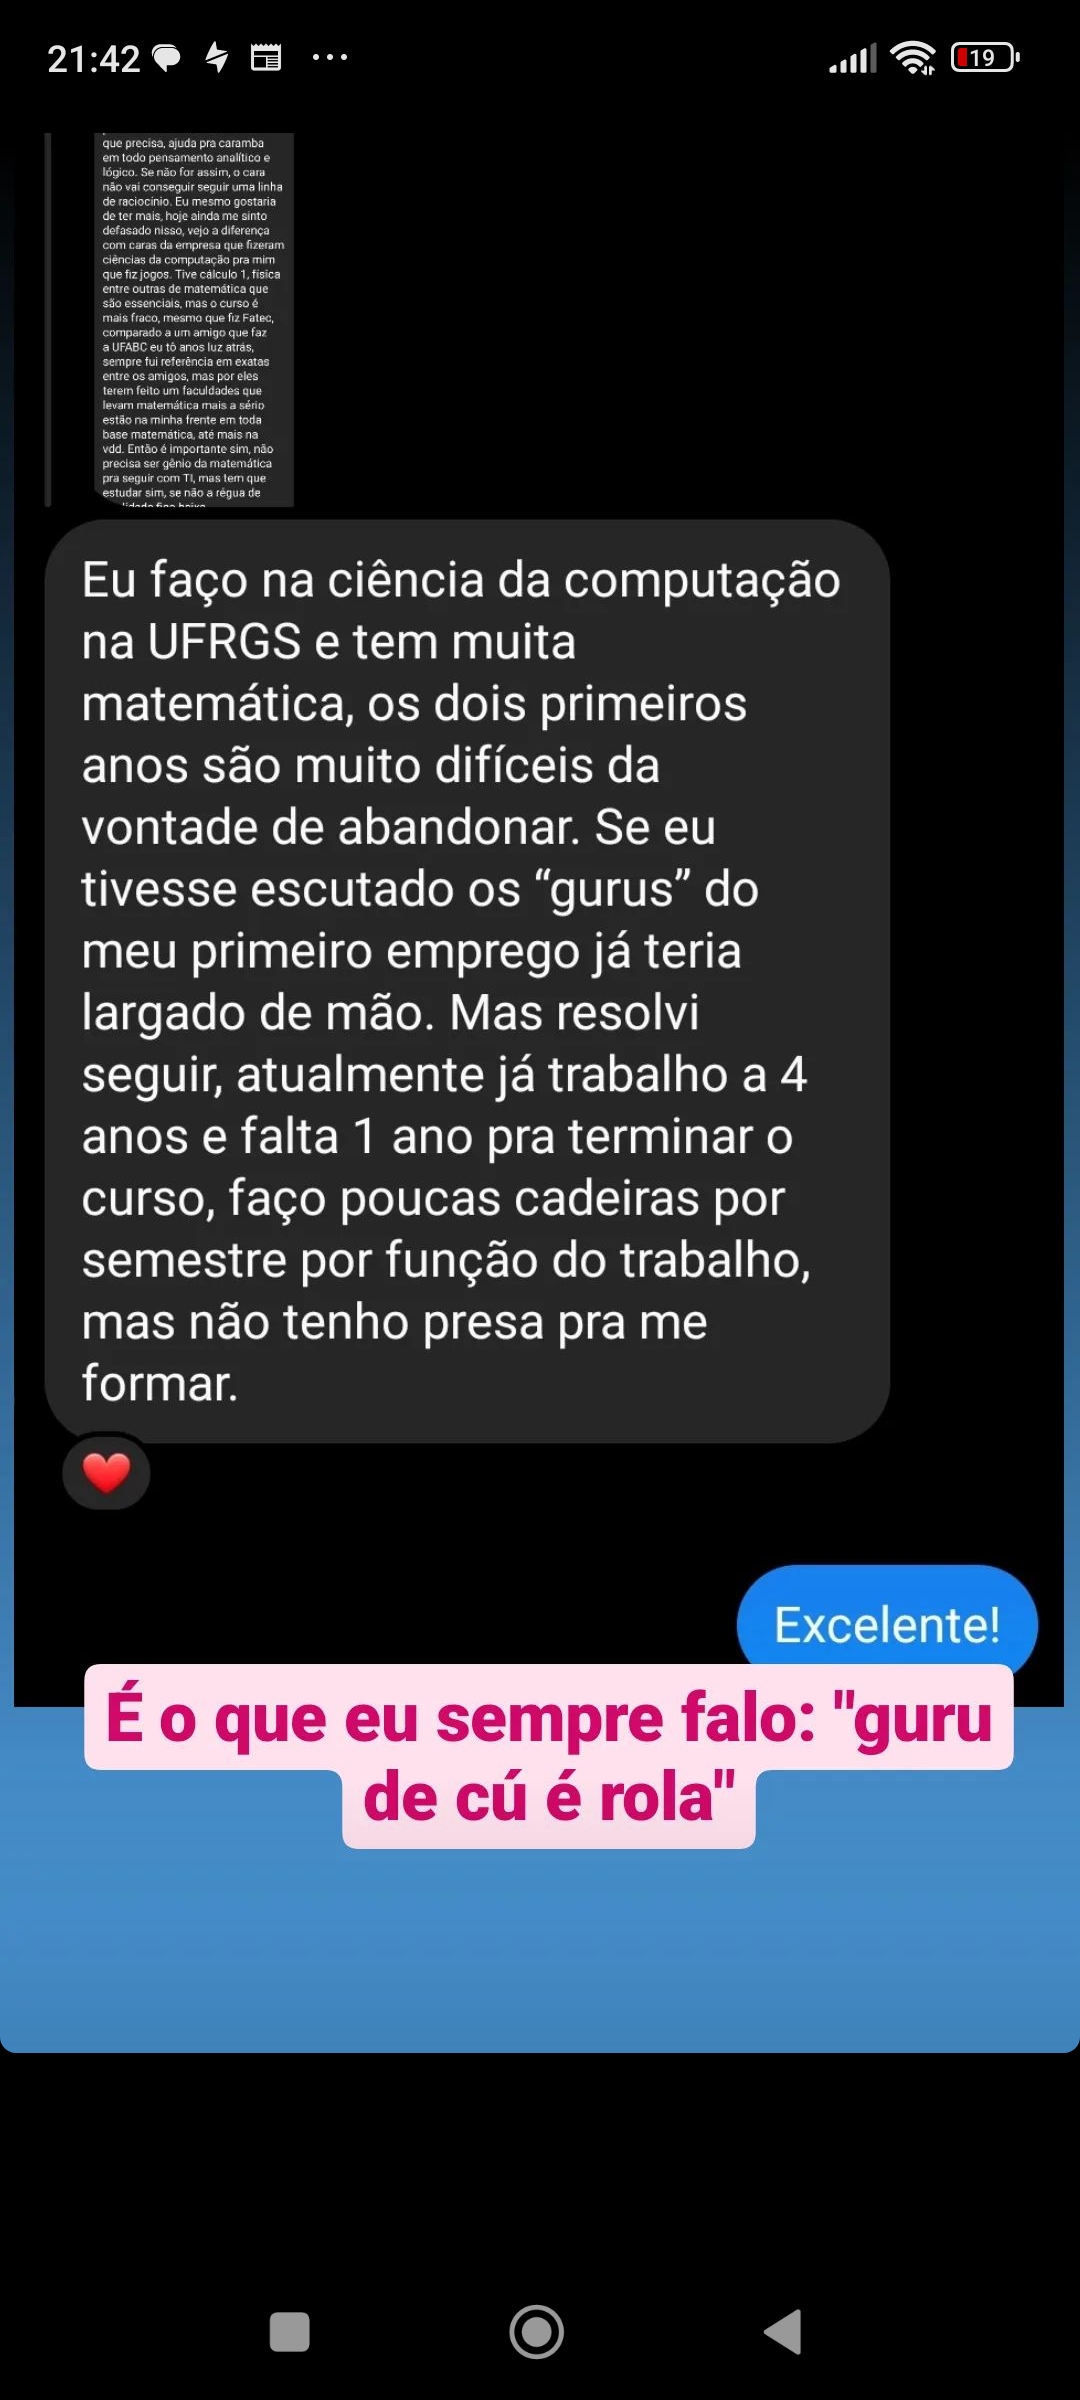 21:42
19
que precisa, ajuda pra caramba
em todo pensamento analítico e
lógico. Se não for assim, o cara
não vai conseguir seguir uma linha
de raciocínio. Eu mesmo gostaria
de ter mais, hoje ainda me sinto
defasado nisso, vejo a diferença
com caras da empresa que fizeram
ciências da computação pra mim
que fiz jogos. Tive cálculo 1, física
entre outras de matemática que
são essenciais, mas o curso é
mais fraco, mesmo que fiz Fatec,
comparado a um amigo que faz
a UFABC eu tô anos luz atrás,
sempre fui referência em exatas
entre os amigos, mas por eles
terem feito um faculdades que
levam matemática mais a sério
estão na minha frente em toda
base matemática, até mais na
vdd. Então é importante sim, não
precisa ser gênio da matemática
pra seguir com TI, mas tem que
estudar sim, se não a régua de
Eu faço na ciência da computação
na UFRGS e tem muita
matemática, os dois primeiros
anos são muito difíceis da
vontade de abandonar. Se eu
tivesse escutado os “gurus” do
meu primeiro emprego já teria
largado de mão. Mas resolvi
seguir, atualmente já trabalho a 4
anos e falta 1 ano pra terminar o
curso, faço poucas cadeiras por
semestre por função do trabalho,
mas não tenho presa pra me
formar.
Excelente!
É o que eu sempre falo: "guru
de cú é rola"